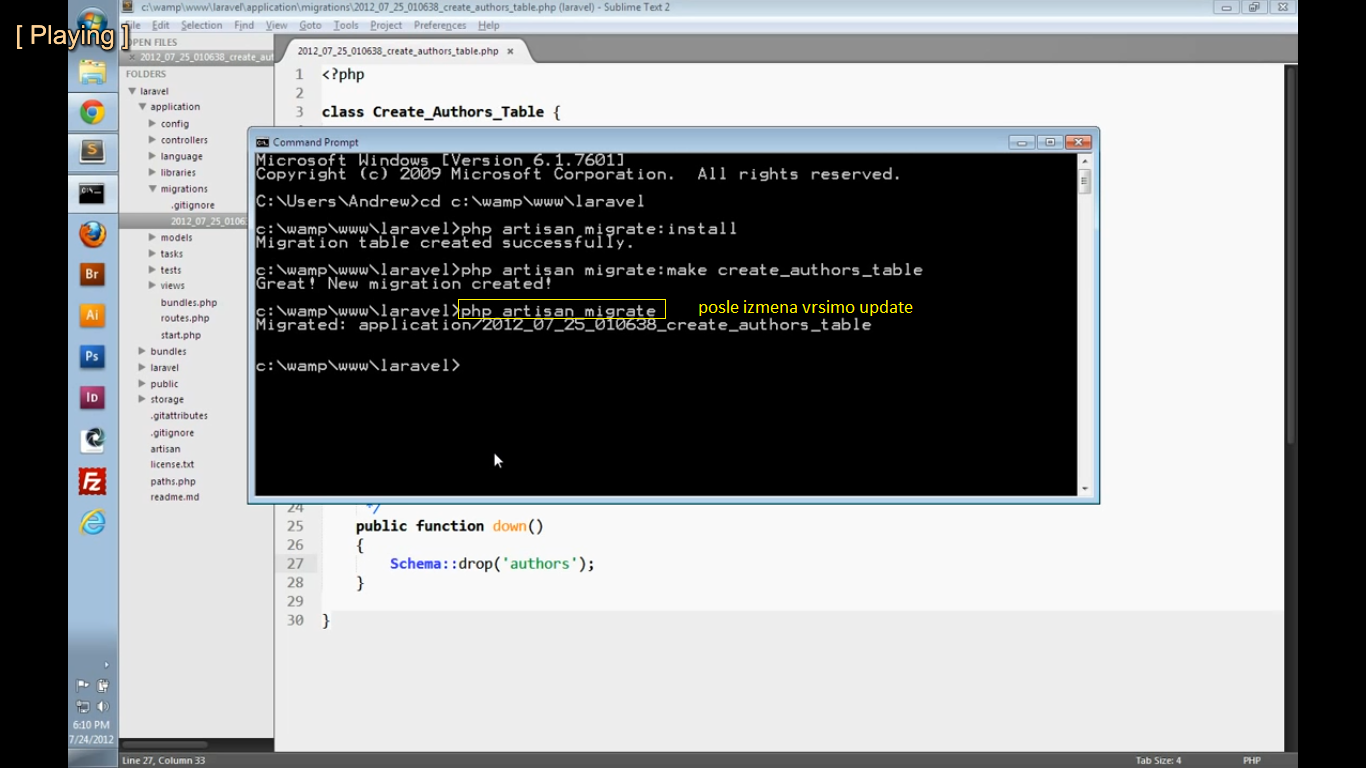 c:\wamp\www\laravel\application\migrations\2012_07_25_010638_create_authors_table.php (laravel) - Sublime Text 2
File Edit Selection Find View Goto Tools Project Preferences Help
[ Playing ]
OPEN FILES
2012_07_25_010638_create_aut
2012_07_25_010638_create_authors_table.php
FOLDERS
laravel
application
config
controllers
language
libraries
migrations
.gitignore
2012_07_25_0106
models
tasks
tests
views
bundles.php
routes.php
start.php
bundles
laravel
public
storage
.gitattributes
.gitignore
artisan
license.txt
paths.php
readme.md
1 <?php
2
3 class Create_Authors_Table {
Command Prompt
Microsoft Windows [Version 6.1.7601]
Copyright (c) 2009 Microsoft Corporation. All rights reserved.
C:\Users\Andrew>cd c:\wamp\www\laravel
c:\wamp\www\laravel>php artisan migrate:install
Migration table created successfully.
c:\wamp\www\laravel>php artisan migrate:make create_authors_table
Great! New migration created!
c:\wamp\www\laravel>php artisan migrate posle izmena vrsimo update
Migrated: application/2012_07_25_010638_create_authors_table
c:\wamp\www\laravel>
24 */
25 public function down()
26 {
27 Schema::drop('authors');
28 }
29
30 }
Br
Ai
Ps
Id
Fz
6:10 PM
7/24/2012
Line 27, Column 33 Tab Size: 4 PHP